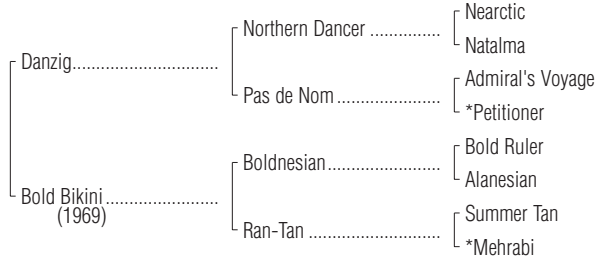 Nearctic
Northern Dancer ...............
Natalma
Danzig..............................
Admiral's Voyage
Pas de Nom......................
*Petitioner
Bold Ruler
Boldnesian........................
Alanesian
Bold Bikini.......................
(1969)
Summer Tan
Ran-Tan ...........................
*Mehrabi